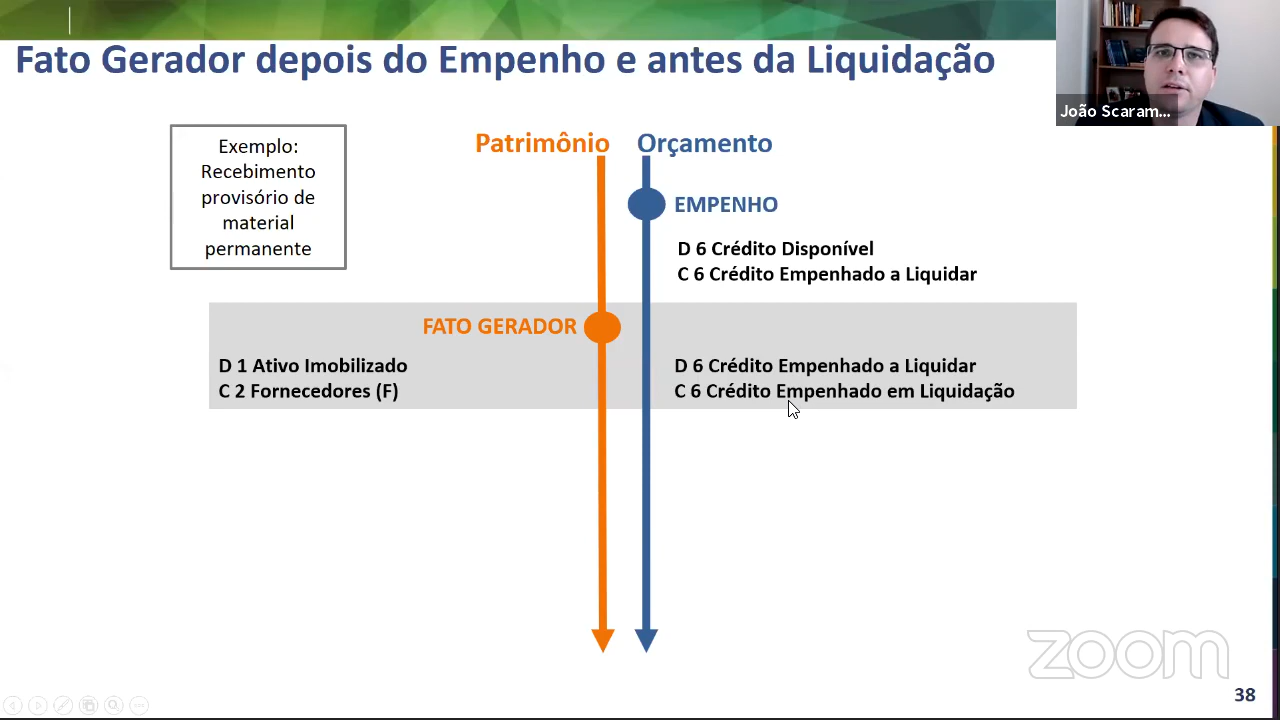 Fato Gerador depois do Empenho e antes da Liquidação
João Scaram...
Exemplo:
Recebimento
provisório de
material
permanente
Patrimônio
Orçamento
EMPENHO
D 6 Crédito Disponível
C 6 Crédito Empenhado a Liquidar
FATO GERADOR
D 1 Ativo Imobilizado
C 2 Fornecedores (F)
D 6 Crédito Empenhado a Liquidar
C 6 Crédito Empenhado em Liquidação
zoom
38